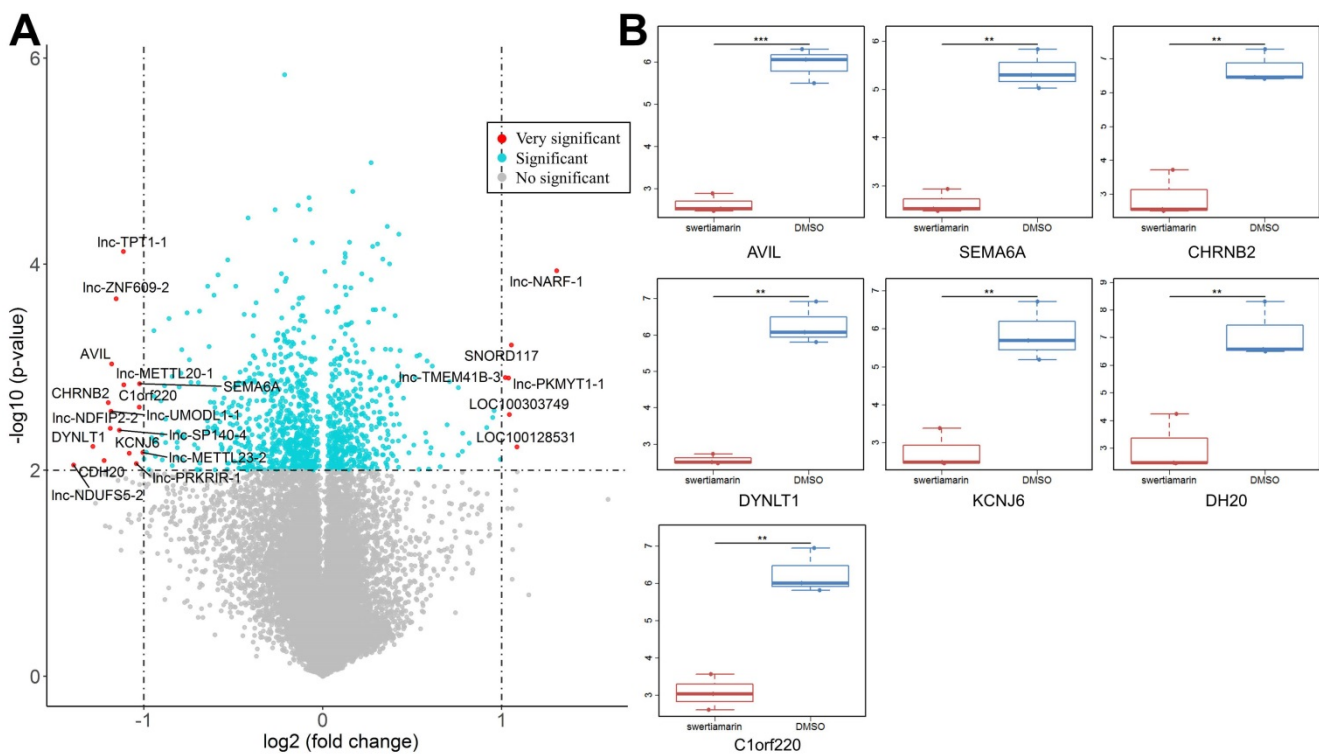 A
6
4
2
0
-log10 (p-value)
-1
0
1
log2 (fold change)
Very significant
Significant
No significant
lnc-TPT1-1
lnc-NARF-1
lnc-ZNF609-2
AVIL
SNORD117
lnc-METTL20-1
SEMA6A
lnc-TMEM41B-3
lnc-PKMYT1-1
CHRNB2
C1orf220
LOC100303749
lnc-NDFIP2-2
lnc-UMODL1-1
DYNLT1
KCNJ6
lnc-SP140-4
LOC100128531
lnc-METTL23-2
CDH20
lnc-PRKRIR-1
lnc-NDUFS5-2
B
***
6
5
4
3
swertiamarin
DMSO
AVIL
**
6
5
4
3
swertiamarin
DMSO
SEMA6A
**
7
6
5
4
3
swertiamarin
DMSO
CHRNB2
**
7
6
5
4
3
swertiamarin
DMSO
DYNLT1
**
7
6
5
4
3
swertiamarin
DMSO
KCNJ6
**
9
8
7
6
5
4
3
swertiamarin
DMSO
DH20
**
7
6
5
4
3
swertiamarin
DMSO
C1orf220